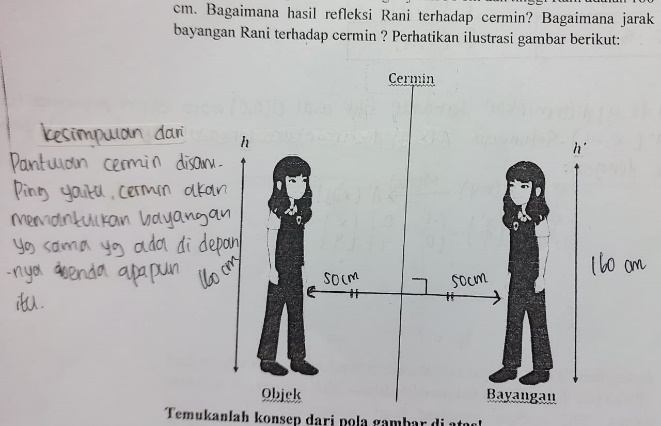 cm. Bagaimana hasil refleksi Rani terhadap cermin? Bagaimana jarak
bayangan Rani terhadap cermin ? Perhatikan ilustrasi gambar berikut:
Cermin
kesimpulan dari
Pantulan cermin disam-
Ping yaitu, cermin akan
memantulkan bayangan
yg sama yg ada di depan
-nya benda apapun
itu.
h
160 cm
50cm
50cm
h'
160 cm
Objek
Bayangan
Temukanlah konsep dari pola gambar di atas!